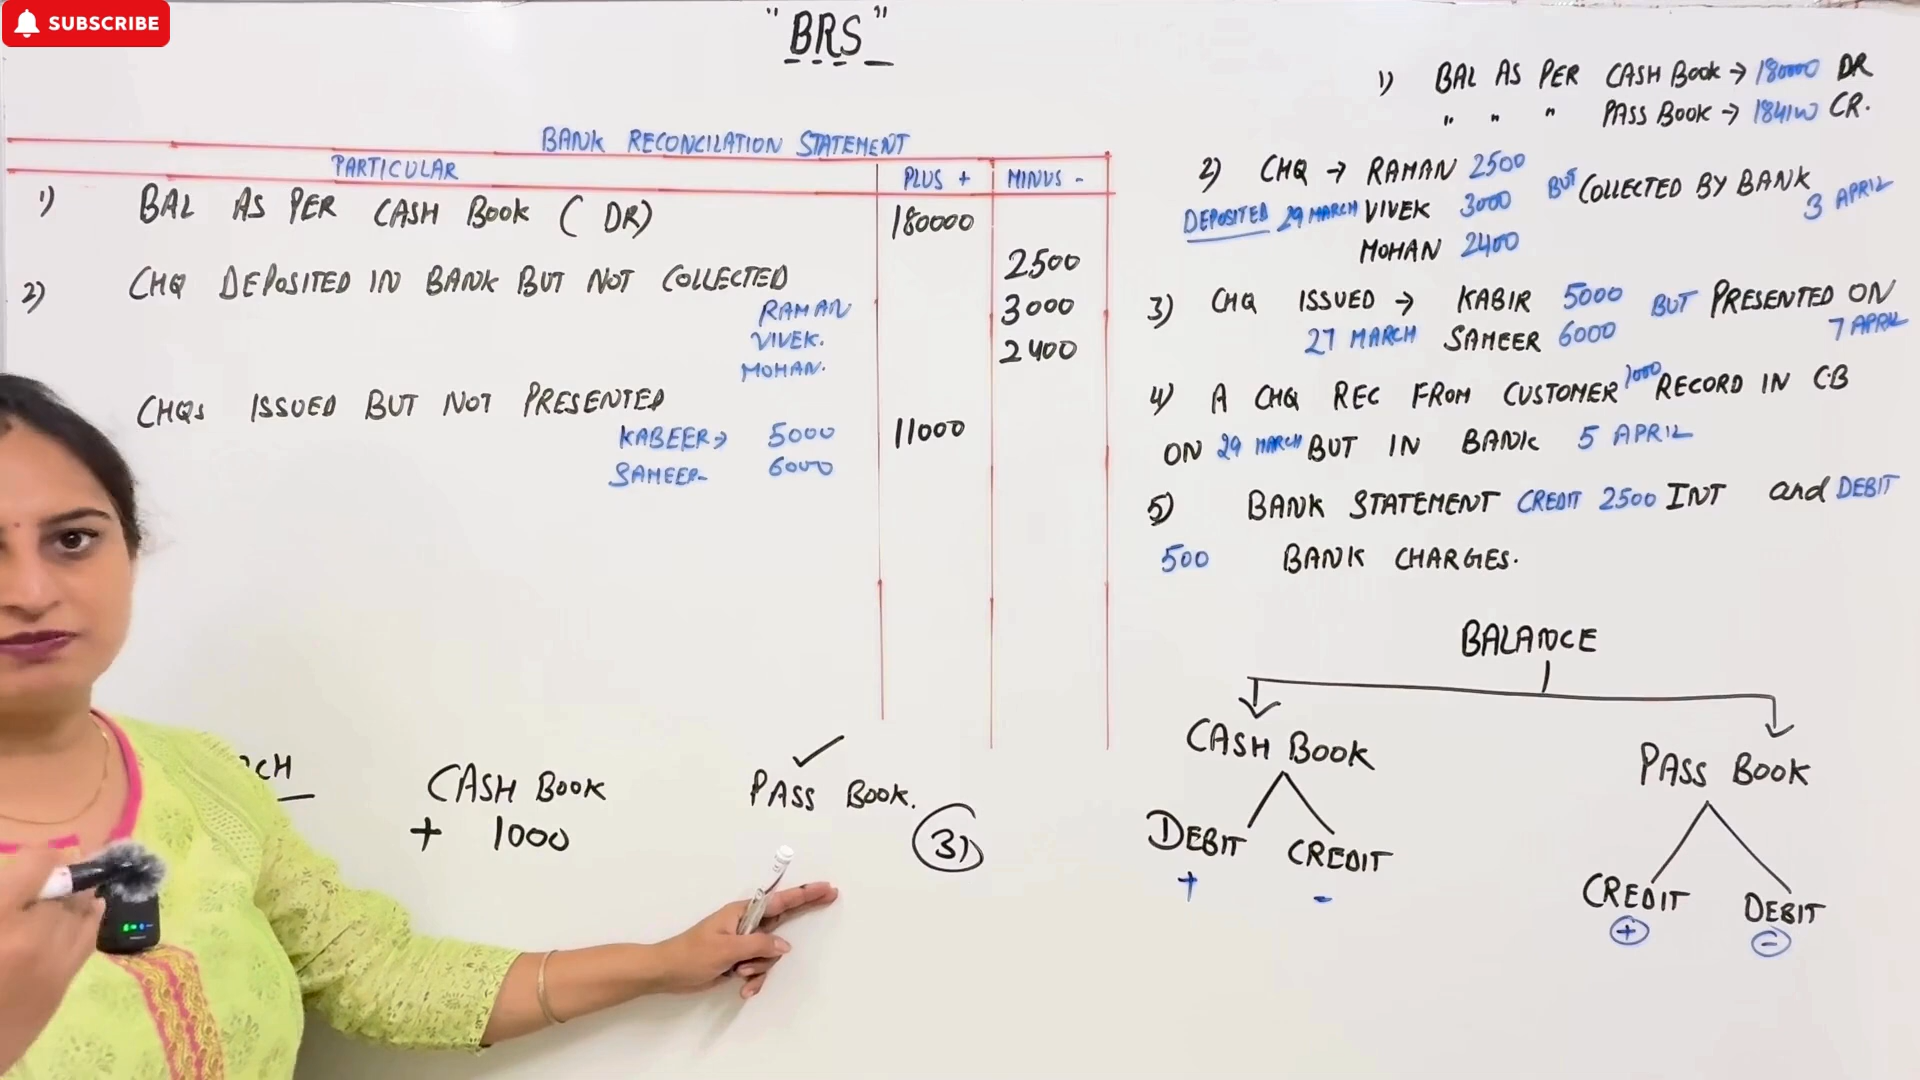 SUBSCRIBE
"BRS"
BANK RECONCILATION STATEMENT
PARTICULAR PLUS + MINUS -
1) BAL AS PER CASH BOOK ( DR) 180000
2) CHQ DEPOSITED IN BANK BUT NOT COLLECTED 2500
RAMAN 3000
VIVEK. 2400
MOHAN.
CHQs ISSUED BUT NOT PRESENTED
KABEER → 5000 11000
SAMEER - 6000
CASH BOOK PASS BOOK.
+ 1000 3)
1) BAL AS PER CASH BOOK → 180000 DR
" " " PASS BOOK → 184100 CR.
2) CHQ → RAMAN 2500 BUT COLLECTED BY BANK
DEPOSITED 29 MARCH VIVEK 3000 3 APRIL
MOHAN 2400
3) CHQ ISSUED → KABIR 5000 BUT PRESENTED ON
27 MARCH SAMEER 6000 7 APRIL
4) A CHQ REC FROM CUSTOMER 1000 RECORD IN C.B
ON 29 MARCH BUT IN BANK 5 APRIL
5) BANK STATEMENT CREDIT 2500 INT and DEBIT
500 BANK CHARGES.
BALANCE
CASH BOOK PASS BOOK
DEBIT CREDIT CREDIT DEBIT
+ - + -